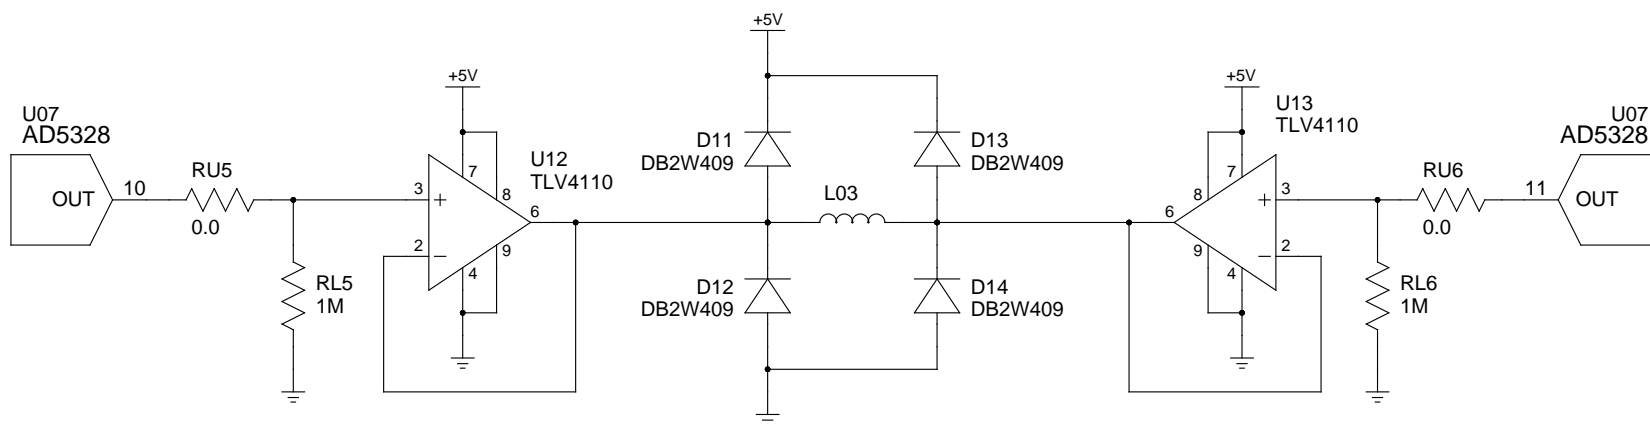 +5V
+5V
+5V
U07
AD5328
OUT
10
RU5
0.0
RL5
1M
3
2
+
−
7
8
6
9
4
U12
TLV4110
D11
DB2W409
D13
DB2W409
L03
D12
DB2W409
D14
DB2W409
U13
TLV4110
7
8
6
9
4
+
−
3
2
RU6
0.0
RL6
1M
11
U07
AD5328
OUT